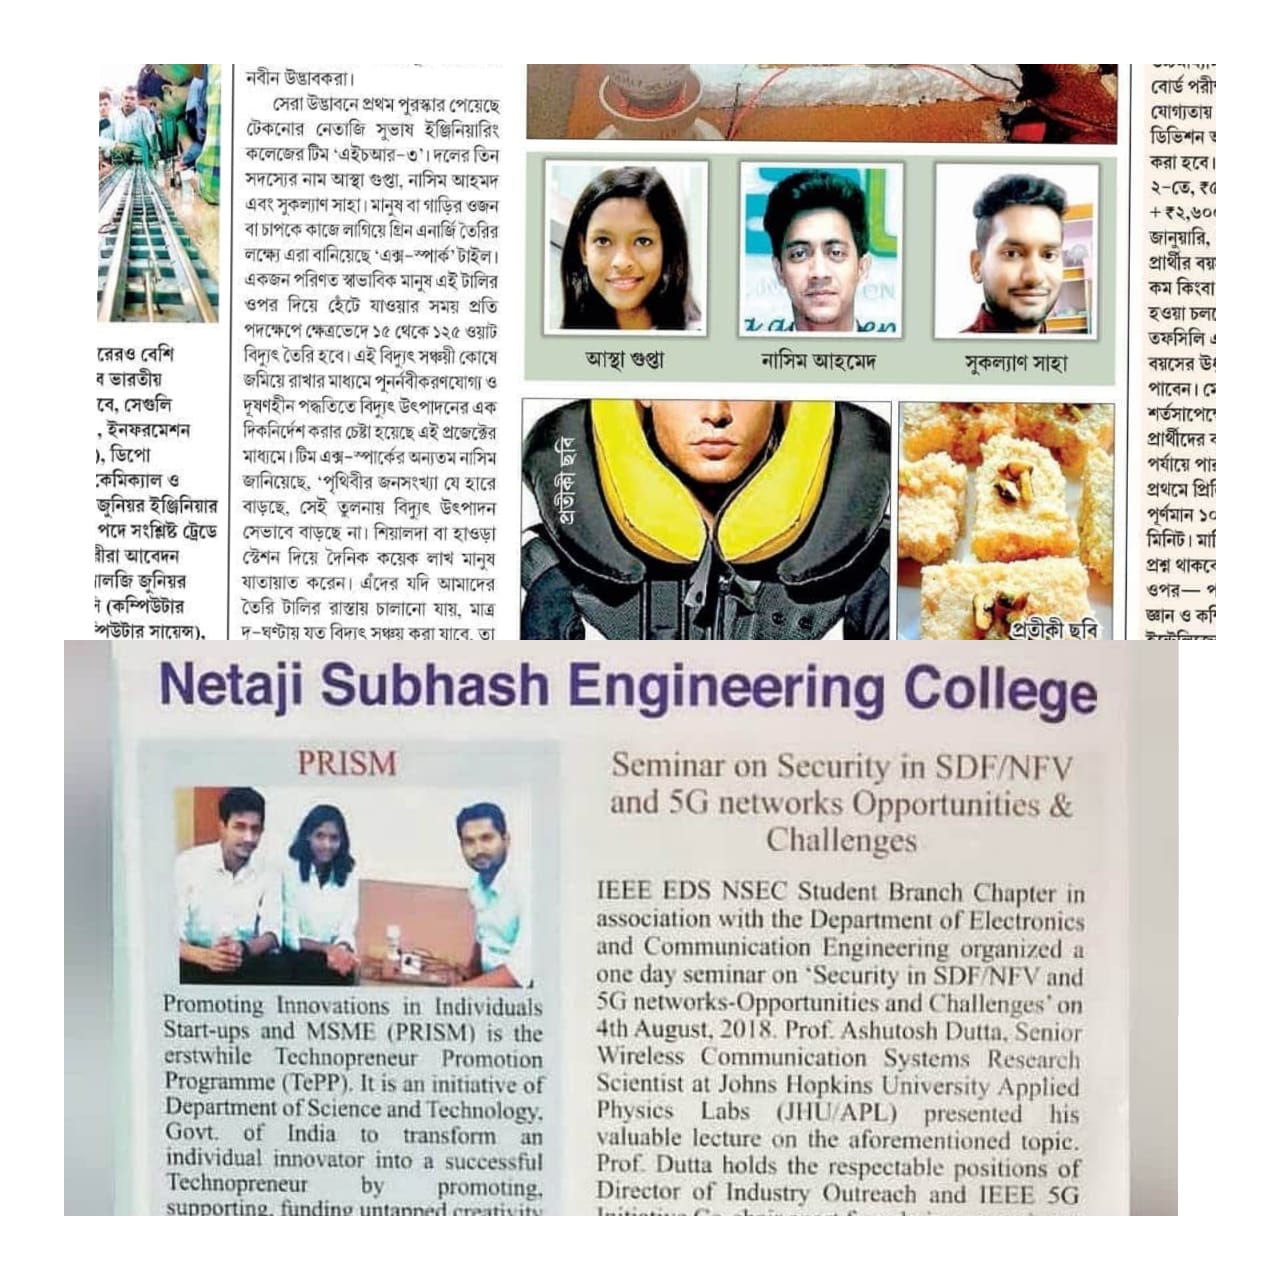 নবীন উদ্ভাবকরা।
সেরা উদ্ভাবনে প্রথম পুরস্কার পেয়েছে
টেকনোর নেতাজি সুভাষ ইঞ্জিনিয়ারিং
কলেজের টিম ‘এইচআর-৩’। দলের তিন
সদস্যের নাম আস্থা গুপ্তা, নাসিম আহমদ
এবং সুকল্যাণ সাহা। মানুষ বা গাড়ির ওজন
বা চাপকে কাজে লাগিয়ে গ্রিন এনার্জি তৈরির
লক্ষ্যে এরা বানিয়েছে ‘এক্স-স্পার্ক’ টাইল।
একজন পরিণত স্বাভাবিক মানুষ এই টালির
ওপর দিয়ে হেঁটে যাওয়ার সময় প্রতি
পদক্ষেপে ক্ষেত্রভেদে ১৫ থেকে ১২৫ ওয়াট
বিদ্যুৎ তৈরি হবে। এই বিদ্যুৎ সঞ্চয়ী কোষে
জমিয়ে রাখার মাধ্যমে পুনর্নবীকরণযোগ্য ও
দূষণহীন পদ্ধতিতে বিদ্যুৎ উৎপাদনের এক
দিকনির্দেশ করার চেষ্টা হয়েছে এই প্রজেক্টের
মাধ্যমে। টিম এক্স-স্পার্কের অন্যতম নাসিম
জানিয়েছে, ‘পৃথিবীর জনসংখ্যা যে হারে
বাড়ছে, সেই তুলনায় বিদ্যুৎ উৎপাদন
সেভাবে বাড়ছে না। শিয়ালদা বা হাওড়া
স্টেশন দিয়ে দৈনিক কয়েক লাখ মানুষ
যাতায়াত করেন। এঁদের যদি আমাদের
তৈরি টালির রাস্তায় চালানো যায়, মাত্র
দু-ঘণ্টায় যত বিদ্যুৎ সঞ্চয় করা যাবে, তা
রেরও বেশি
ব ভারতীয়
বে, সেগুলি
, ইনফরমেশন
), ডিপো
কেমিক্যাল ও
জুনিয়র ইঞ্জিনিয়ার
পদে সংশ্লিষ্ট ট্রেডে
রীরা আবেদন
লজি জুনিয়র
(কম্পিউটার
পউটার সায়েন্স),
আস্থা গুপ্তা
নাসিম আহমেদ
সুকল্যাণ সাহা
প্রতীকী ছবি
প্রতীকী ছবি
বোর্ড পরী
যোগ্যতায়
ডিভিশন
করা হবে।
২-তে, ₹৫
+ ₹২,৬০০
জানুয়ারি,
প্রার্থীর বয়
কম কিংবা
হওয়া চল
তফসিলি
বয়সের
পাবেন।
শর্তসাপেক্ষে
প্রার্থীদের
পর্যায়ে
প্রথমে
পূর্ণমান ১০
মিনিট।
প্রশ্ন থাকবে
ওপর—
জ্ঞান ও
Netaji Subhash Engineering College
PRISM
Promoting Innovations in Individuals
Start-ups and MSME (PRISM) is the
erstwhile Technopreneur Promotion
Programme (TePP). It is an initiative of
Department of Science and Technology,
Govt. of India to transform an
individual innovator into a successful
Technopreneur by promoting,
supporting, funding untapped creativity
Seminar on Security in SDF/NFV
and 5G networks Opportunities &
Challenges
IEEE EDS NSEC Student Branch Chapter in
association with the Department of Electronics
and Communication Engineering organized a
one day seminar on ‘Security in SDF/NFV and
5G networks-Opportunities and Challenges’ on
4th August, 2018. Prof. Ashutosh Dutta, Senior
Wireless Communication Systems Research
Scientist at Johns Hopkins University Applied
Physics Labs (JHU/APL) presented his
valuable lecture on the aforementioned topic.
Prof. Dutta holds the respectable positions of
Director of Industry Outreach and IEEE 5G